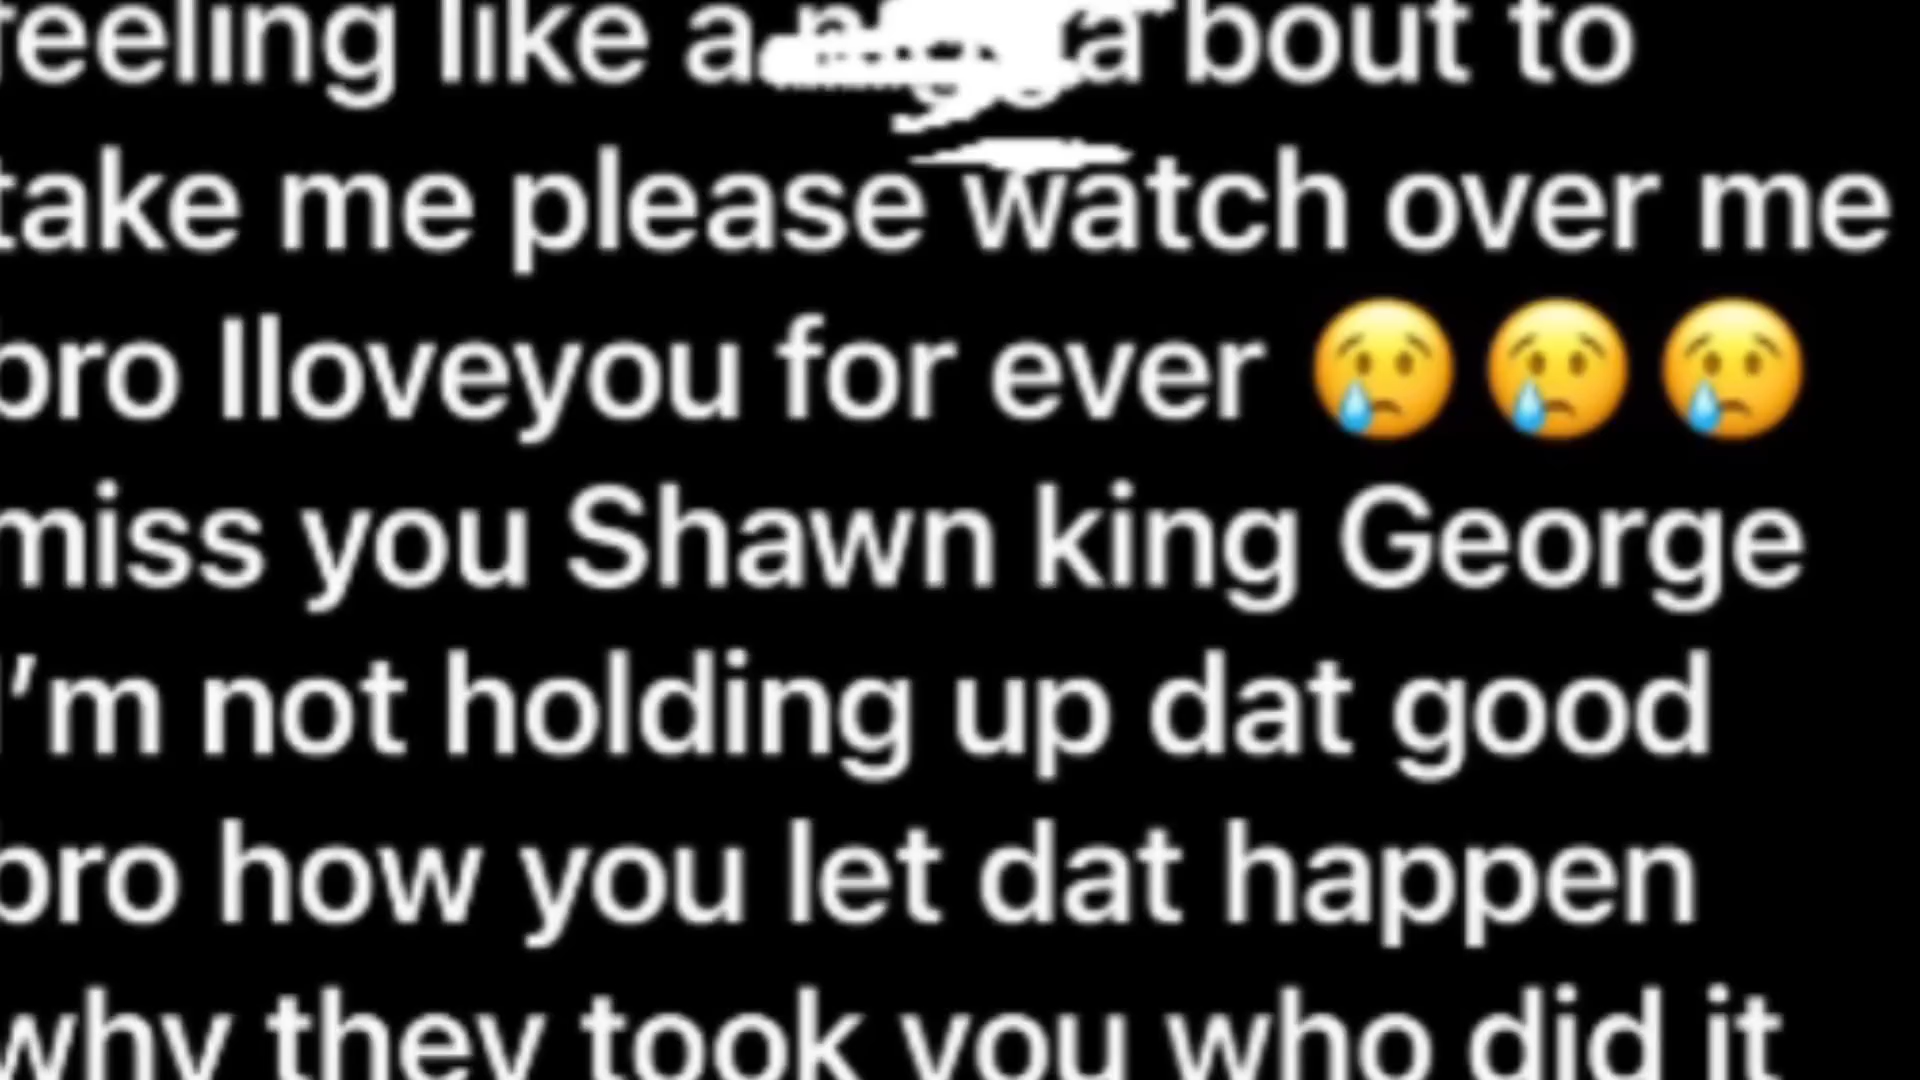 feeling like a bout to
take me please watch over me
bro Iloveyou for ever 😢😢😢
miss you Shawn king George
I'm not holding up dat good
bro how you let dat happen
why they took you who did it